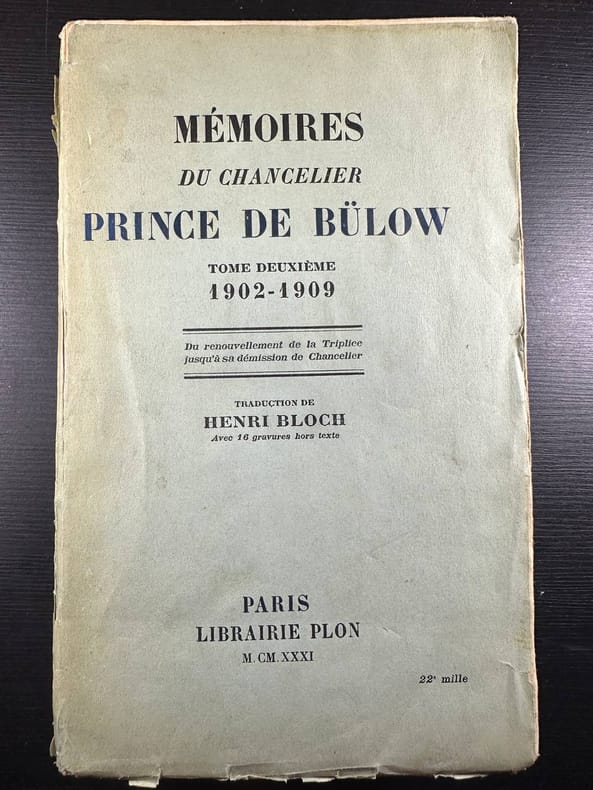 MÉMOIRES
DU CHANCELIER
PRINCE DE BÜLOW
TOME DEUXIÈME
1902-1909
Du renouvellement de la Triplice
jusqu'à sa démission de Chancelier
TRADUCTION DE
HENRI BLOCH
Avec 16 gravures hors texte
PARIS
LIBRAIRIE PLON
M.CM.XXXI
22e mille